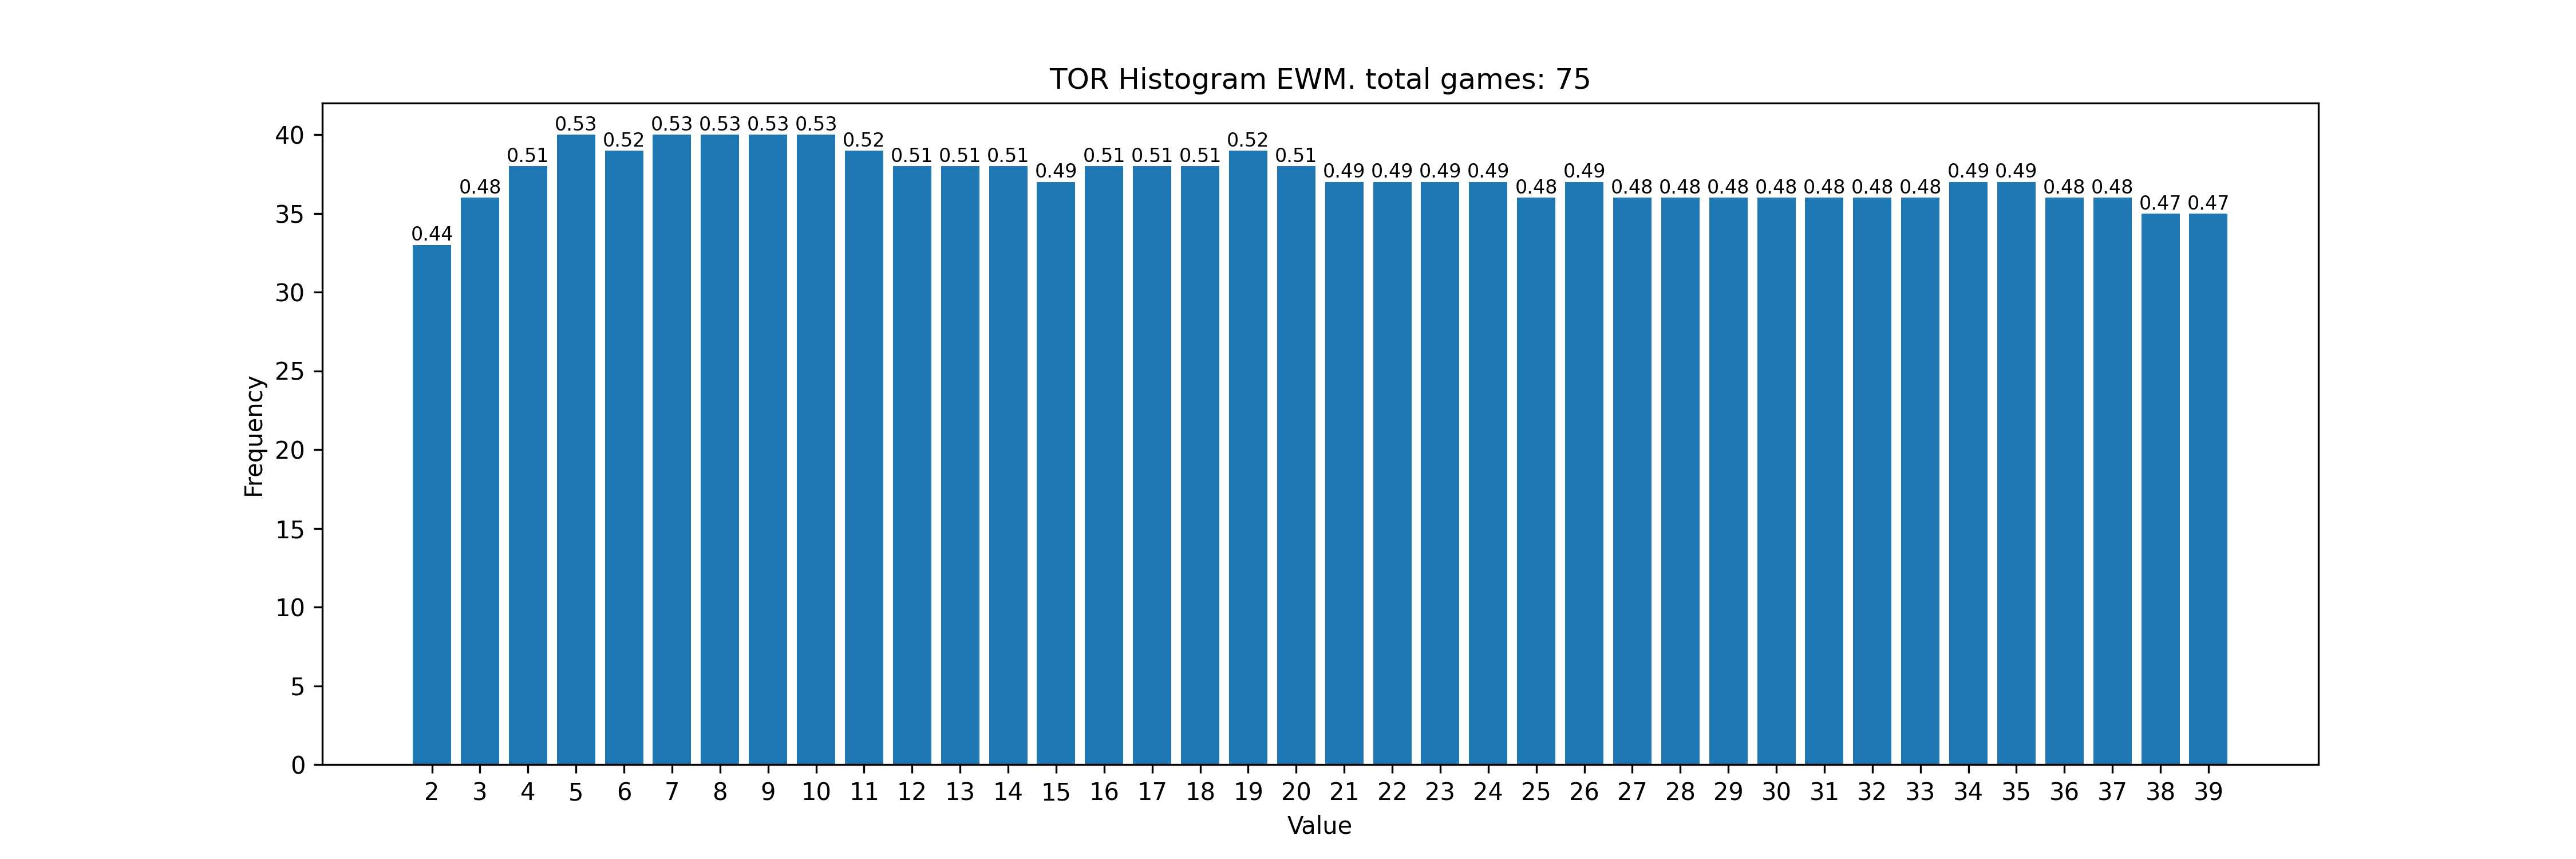 TOR Histogram EWM. total games: 75
Frequency
40
35
30
25
20
15
10
5
0
0.44 0.48 0.51 0.53 0.52 0.53 0.53 0.53 0.53 0.52 0.51 0.51 0.51 0.49 0.51 0.51 0.51 0.52 0.51 0.49 0.49 0.49 0.49 0.48 0.49 0.48 0.48 0.48 0.48 0.48 0.48 0.48 0.49 0.49 0.48 0.48 0.47 0.47
2 3 4 5 6 7 8 9 10 11 12 13 14 15 16 17 18 19 20 21 22 23 24 25 26 27 28 29 30 31 32 33 34 35 36 37 38 39
Value